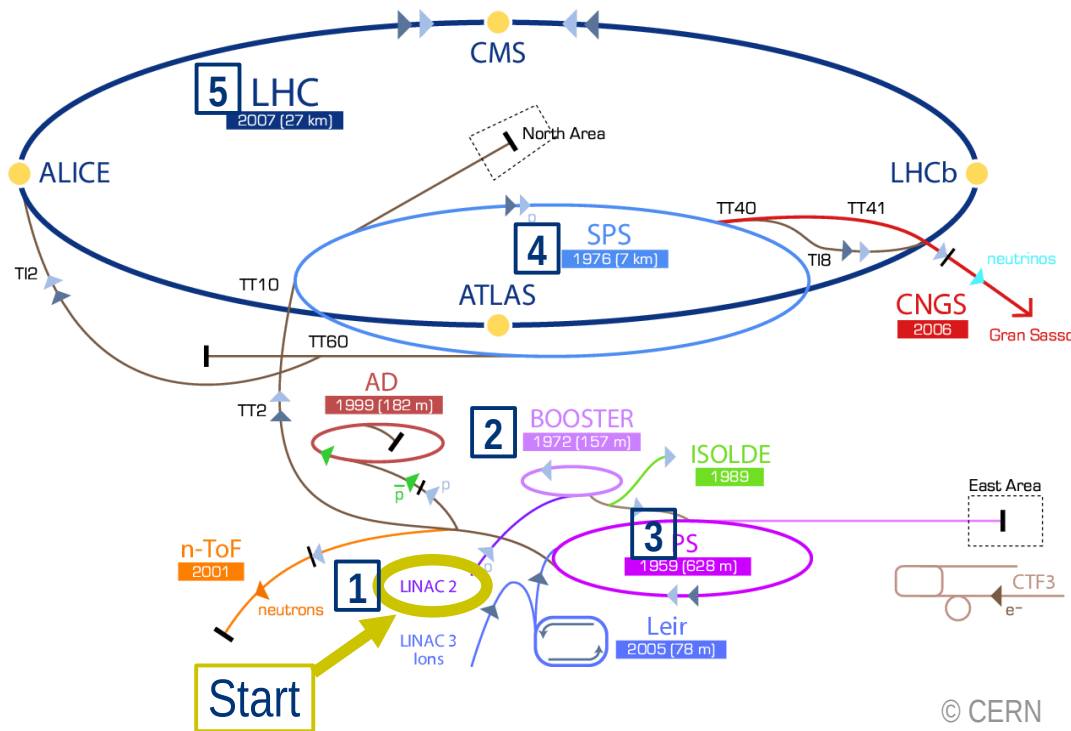 CMS
5 LHC
2007 (27 km)
North Area
ALICE
LHCb
TT40
TT41
p
4 SPS
1976 (7 km)
TI8
neutrinos
TI2
TT10
ATLAS
CNGS
2006
Gran Sasso
TT60
AD
1999 (182 m)
TT2
2 BOOSTER
1972 (157 m)
ISOLDE
1989
p
p
East Area
3 PS
1959 (628 m)
n-ToF
2001
p
1 LINAC 2
neutrons
CTF3
e-
LINAC 3
Ions
Leir
2005 (78 m)
Start
© CERN